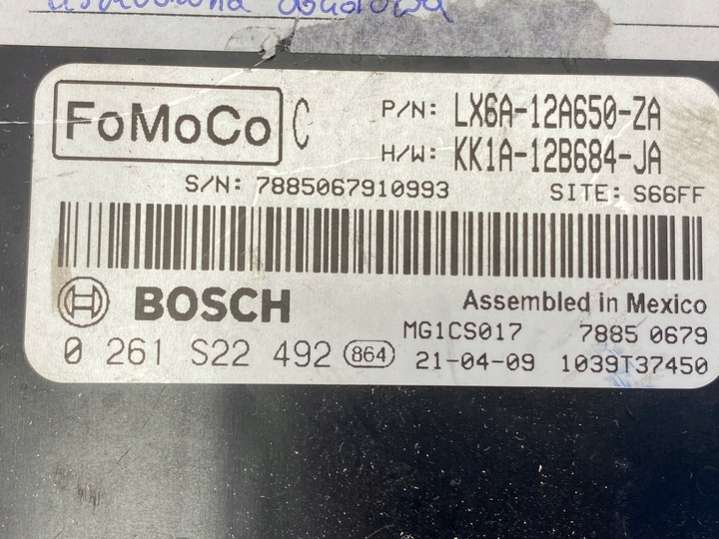 obudowa
FoMoCo C P/N: LX6A-12A650-ZA
H/W: KK1A-12B684-JA
S/N: 7885067910993 SITE: S66FF
BOSCH Assembled in Mexico
MG1CS017 7885 0679
0 261 S22 492 864 21-04-09 1039T37450